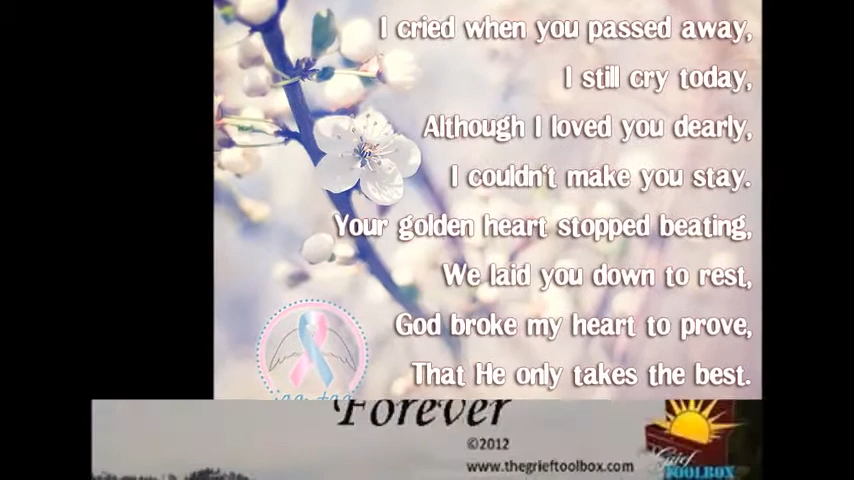 I cried when you passed away,
I still cry today,
Although I loved you dearly,
I couldn't make you stay.
Your golden heart stopped beating,
We laid you down to rest,
God broke my heart to prove,
That He only takes the best.
Forever
©2012
www.thegrieftoolbox.com
Grief
TOOLBOX